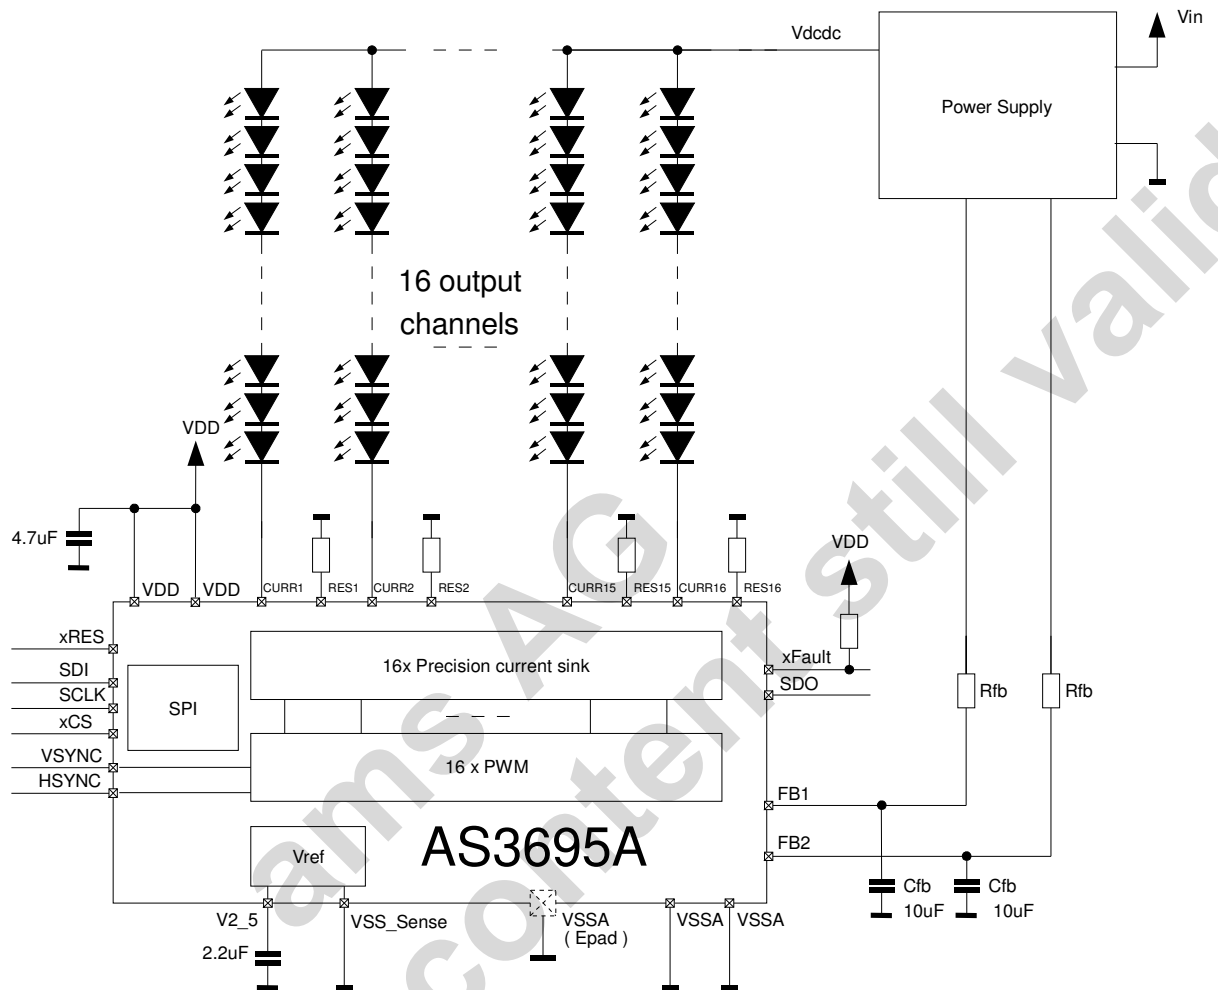 Vin
Vdcdc
Power Supply
16 output
channels
VDD
4.7uF
VDD
VDD
VDD
CURR1
RES1
CURR2
RES2
CURR15
RES15
CURR16
RES16
xRES
SDI
SCLK
xCS
VSYNC
HSYNC
SPI
16x Precision current sink
16 x PWM
xFault
SDO
Rfb
Rfb
FB1
FB2
Vref
AS3695A
Cfb
10uF
Cfb
10uF
V2_5
VSS_Sense
VSSA
( Epad )
VSSA
VSSA
2.2uF
ams AG
content still valid